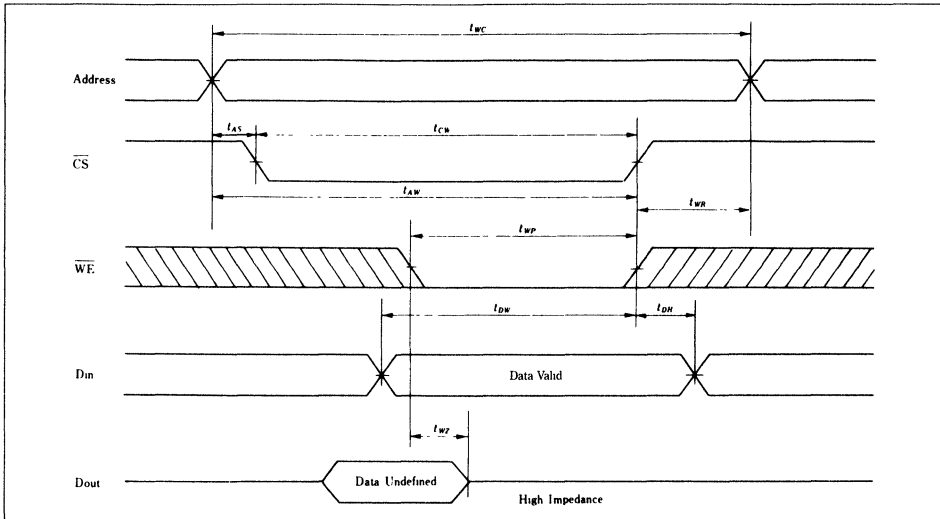 tWC
Address
tAS
tCW
CS
tAW
tWR
tWP
WE
tDW
tDH
Din
Data Valid
tWZ
Dout
Data Undefined
High Impedance